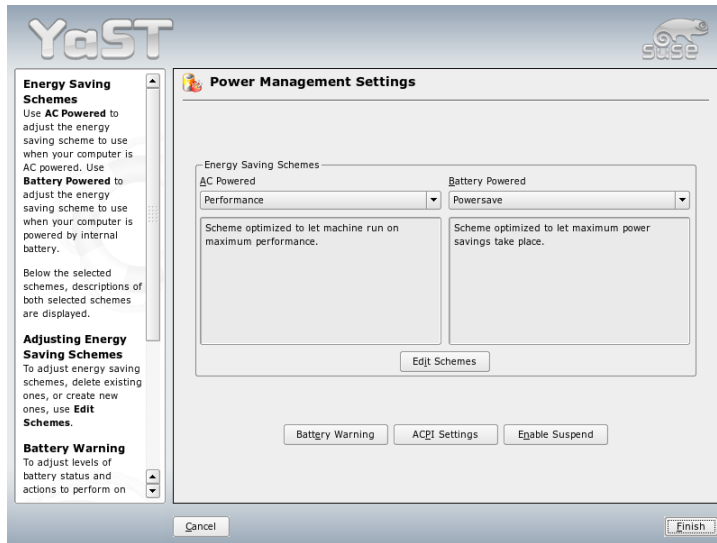 YaST
SUSE
Energy Saving
Schemes
Use AC Powered to
adjust the energy
saving scheme to use
when your computer is
AC powered. Use
Battery Powered to
adjust the energy
saving scheme to use
when your computer is
powered by internal
battery.
Below the selected
schemes, descriptions of
both selected schemes
are displayed.
Adjusting Energy
Saving Schemes
To adjust energy saving
schemes, delete existing
ones, or create new
ones, use Edit
Schemes.
Battery Warning
To adjust levels of
battery status and
actions to perform on
Power Management Settings
Energy Saving Schemes
AC Powered
Performance
Scheme optimized to let machine run on
maximum performance.
Battery Powered
Powersave
Scheme optimized to let maximum power
savings take place.
Edit Schemes
Battery Warning
ACPI Settings
Enable Suspend
Cancel
Finish